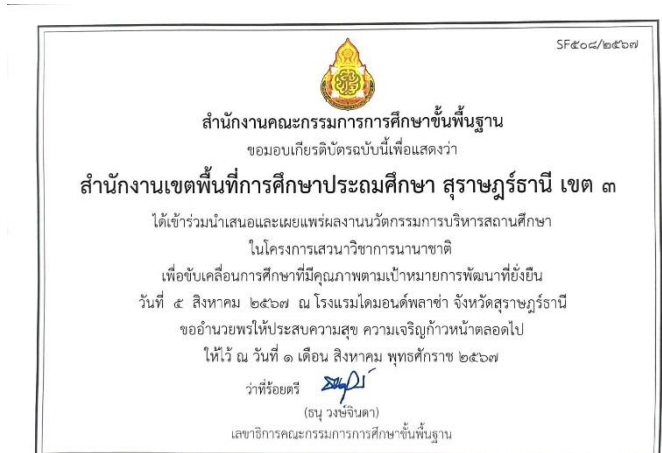 SF๕๐๘/๒๕๖๗
สำนักงานคณะกรรมการการศึกษาขั้นพื้นฐาน
ขอมอบเกียรติบัตรฉบับนี้เพื่อแสดงว่า
สำนักงานเขตพื้นที่การศึกษาประถมศึกษา สุราษฎร์ธานี เขต ๓
ได้เข้าร่วมนำเสนอและเผยแพร่ผลงานนวัตกรรมการบริหารสถานศึกษา
ในโครงการเสวนาวิชาการนานาชาติ
เพื่อขับเคลื่อนการศึกษาที่มีคุณภาพตามเป้าหมายการพัฒนาที่ยั่งยืน
วันที่ ๕ สิงหาคม ๒๕๖๗ ณ โรงแรมไดมอนด์พลาซ่า จังหวัดสุราษฎร์ธานี
ขออำนวยพรให้ประสบความสุข ความเจริญก้าวหน้าตลอดไป
ให้ไว้ ณ วันที่ ๑ เดือน สิงหาคม พุทธศักราช ๒๕๖๗
ว่าที่ร้อยตรี
(ธนุ วงษ์จินดา)
เลขาธิการคณะกรรมการการศึกษาขั้นพื้นฐาน